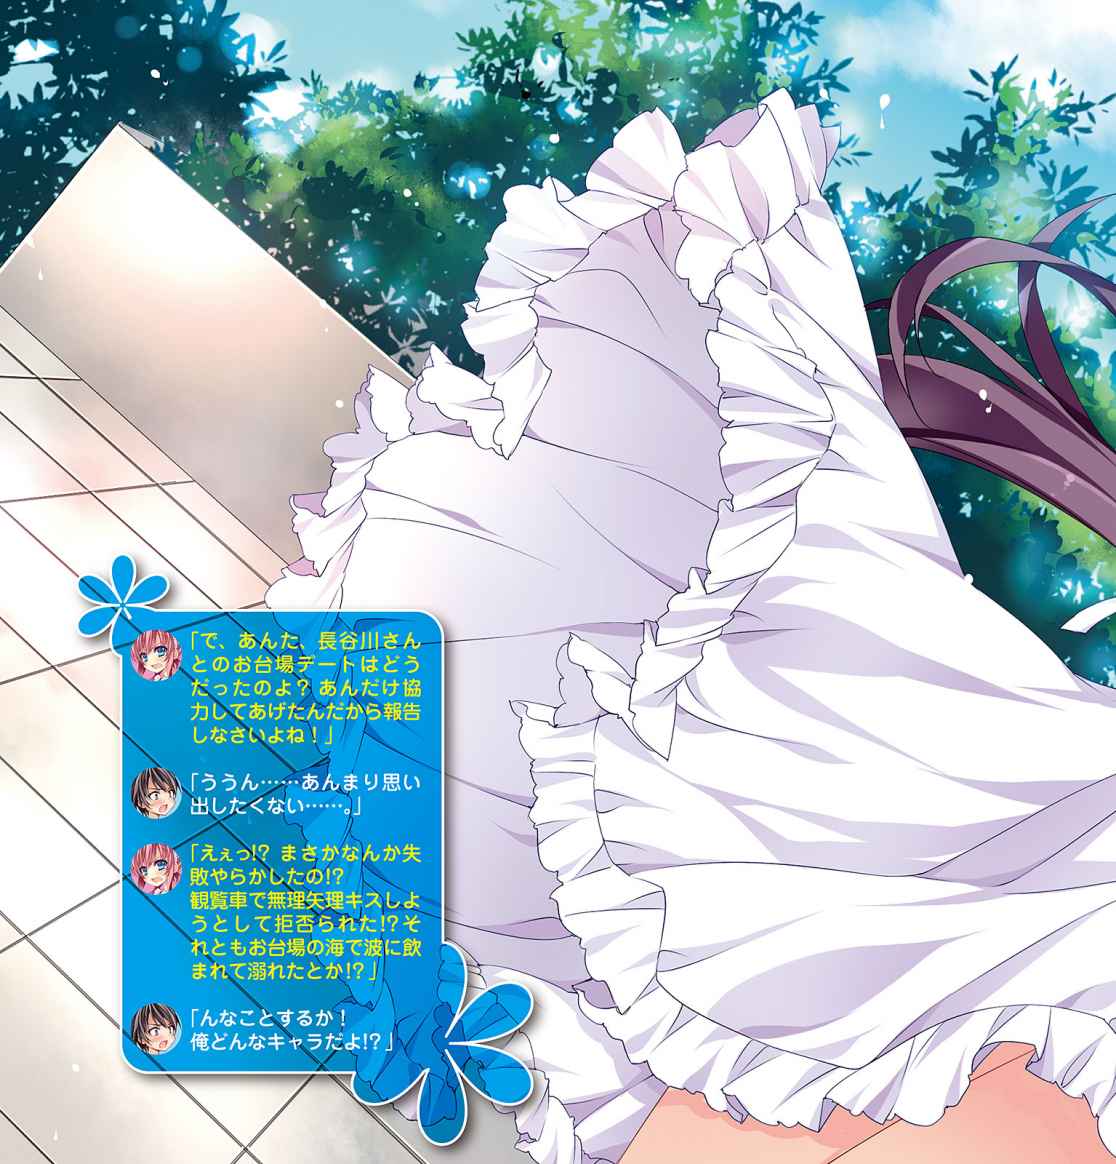 「で、あんた、長谷川さん
とのお台場デートはどう
だったのよ？ あんだけ協
力してあげたんだから報告
しなさいよね！」
「ううん……あんまり思い
出したくない……。」
「えぇっ!? まさかなんか失
敗やらかしたの!?
観覧車で無理矢理キスしよ
うとして拒否られた!? そ
れともお台場の海で波に飲
まれて溺れたとか!?」
「んなことするか！
俺どんなキャラだよ!?」